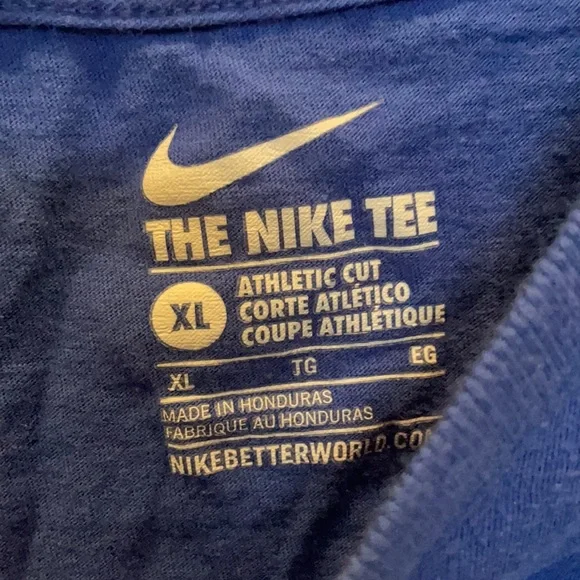 THE NIKE TEE
XL
ATHLETIC CUT
CORTE ATLÉTICO
COUPE ATHLÉTIQUE
XL TG EG
MADE IN HONDURAS
FABRIQUE AU HONDURAS
NIKEBETTERWORLD.CO